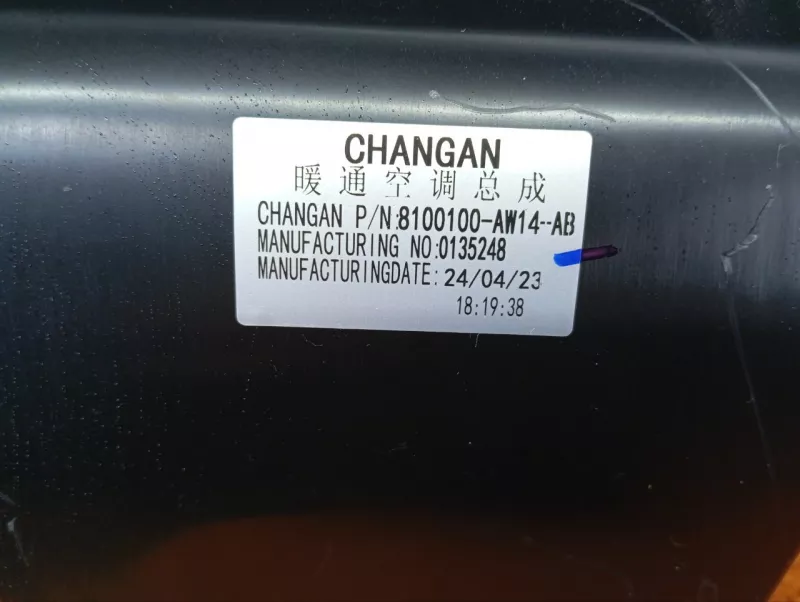 CHANGAN
暖通空调总成
CHANGAN P/N:8100100-AW14--AB
MANUFACTURING NO:0135248
MANUFACTURINGDATE: 24/04/23
18:19:38